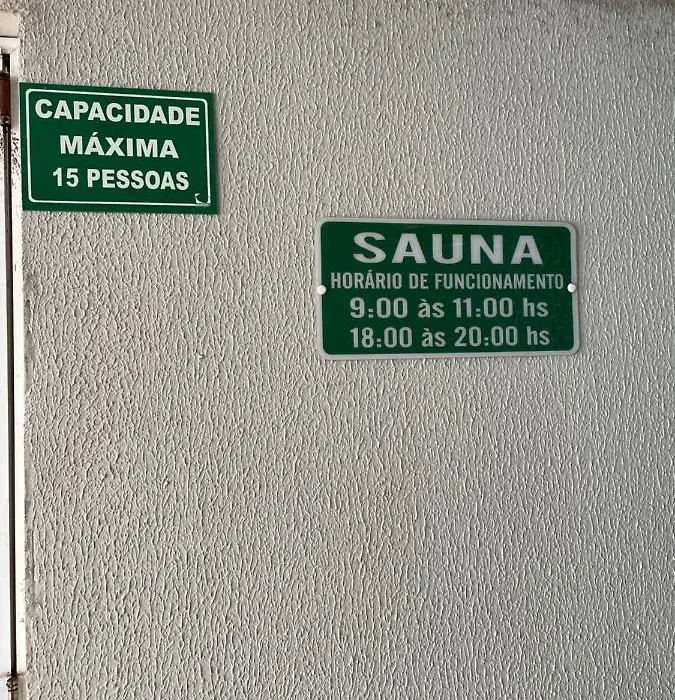 CAPACIDADE
MÁXIMA
15 PESSOAS
SAUNA
HORÁRIO DE FUNCIONAMENTO
9:00 às 11:00 hs
18:00 às 20:00 hs